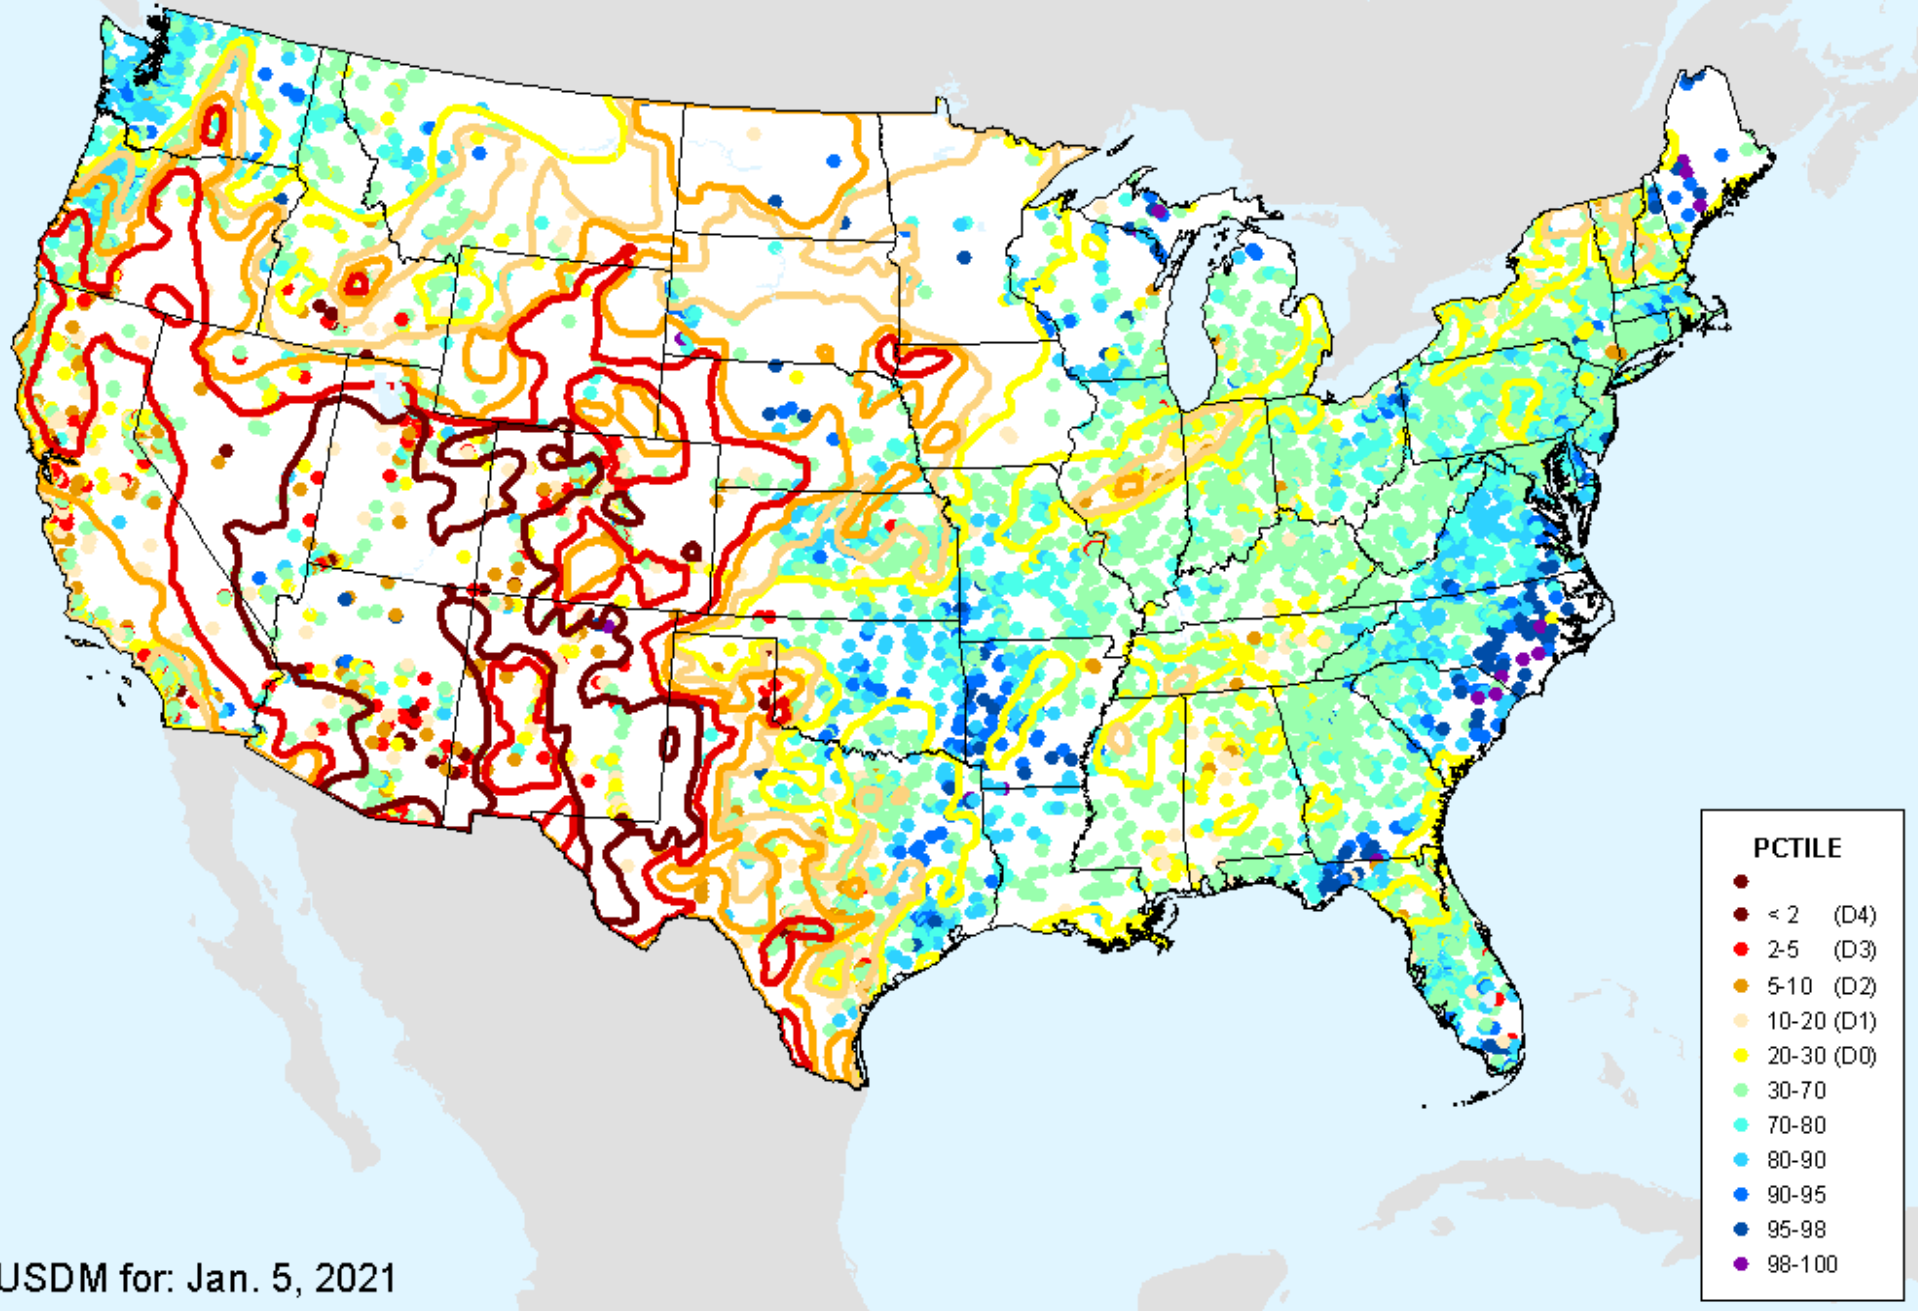 PCTILE
< 2 (D4)
2-5 (D3)
5-10 (D2)
10-20 (D1)
20-30 (D0)
30-70
70-80
80-90
90-95
95-98
98-100
USDM for: Jan. 5, 2021